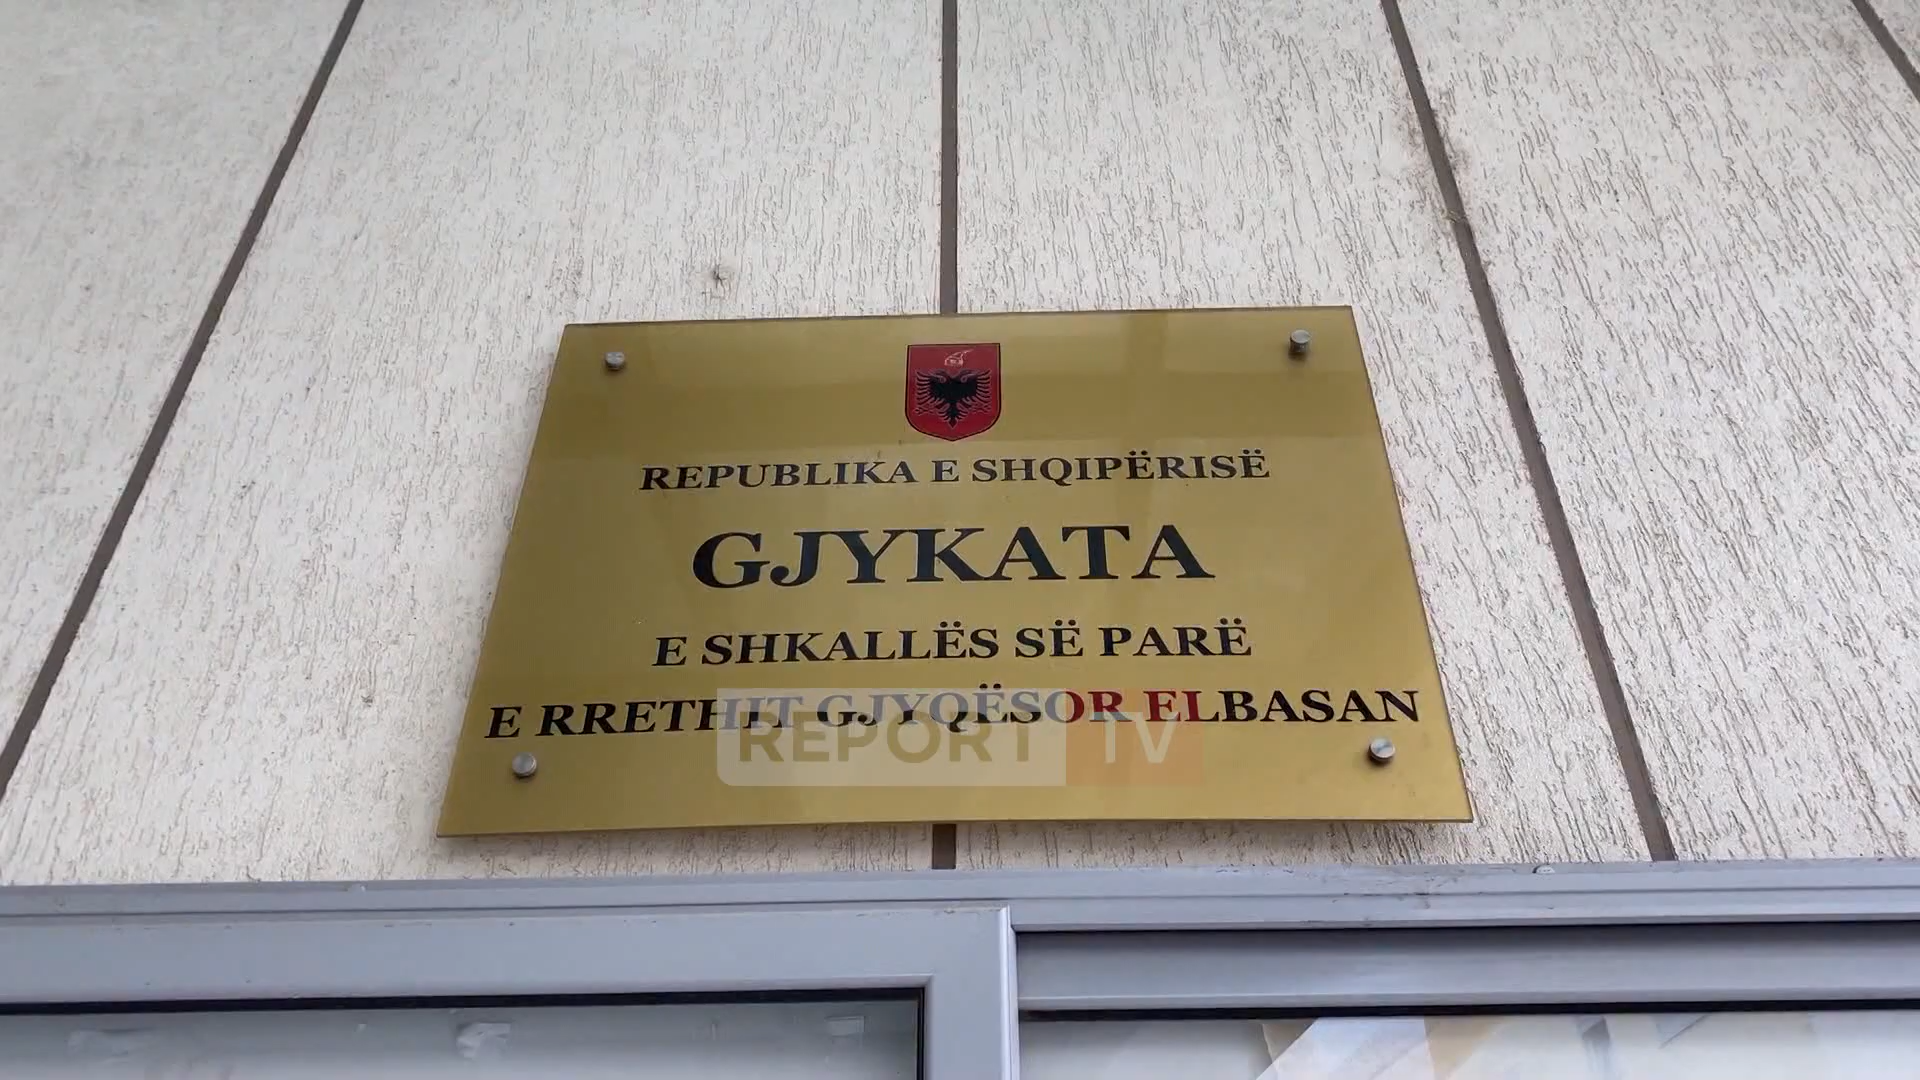 REPUBLIKA E SHQIPËRISË
GJYKATA
E SHKALLËS SË PARË
E RRETHIT GJYQËSOR ELBASAN
REPORT TV